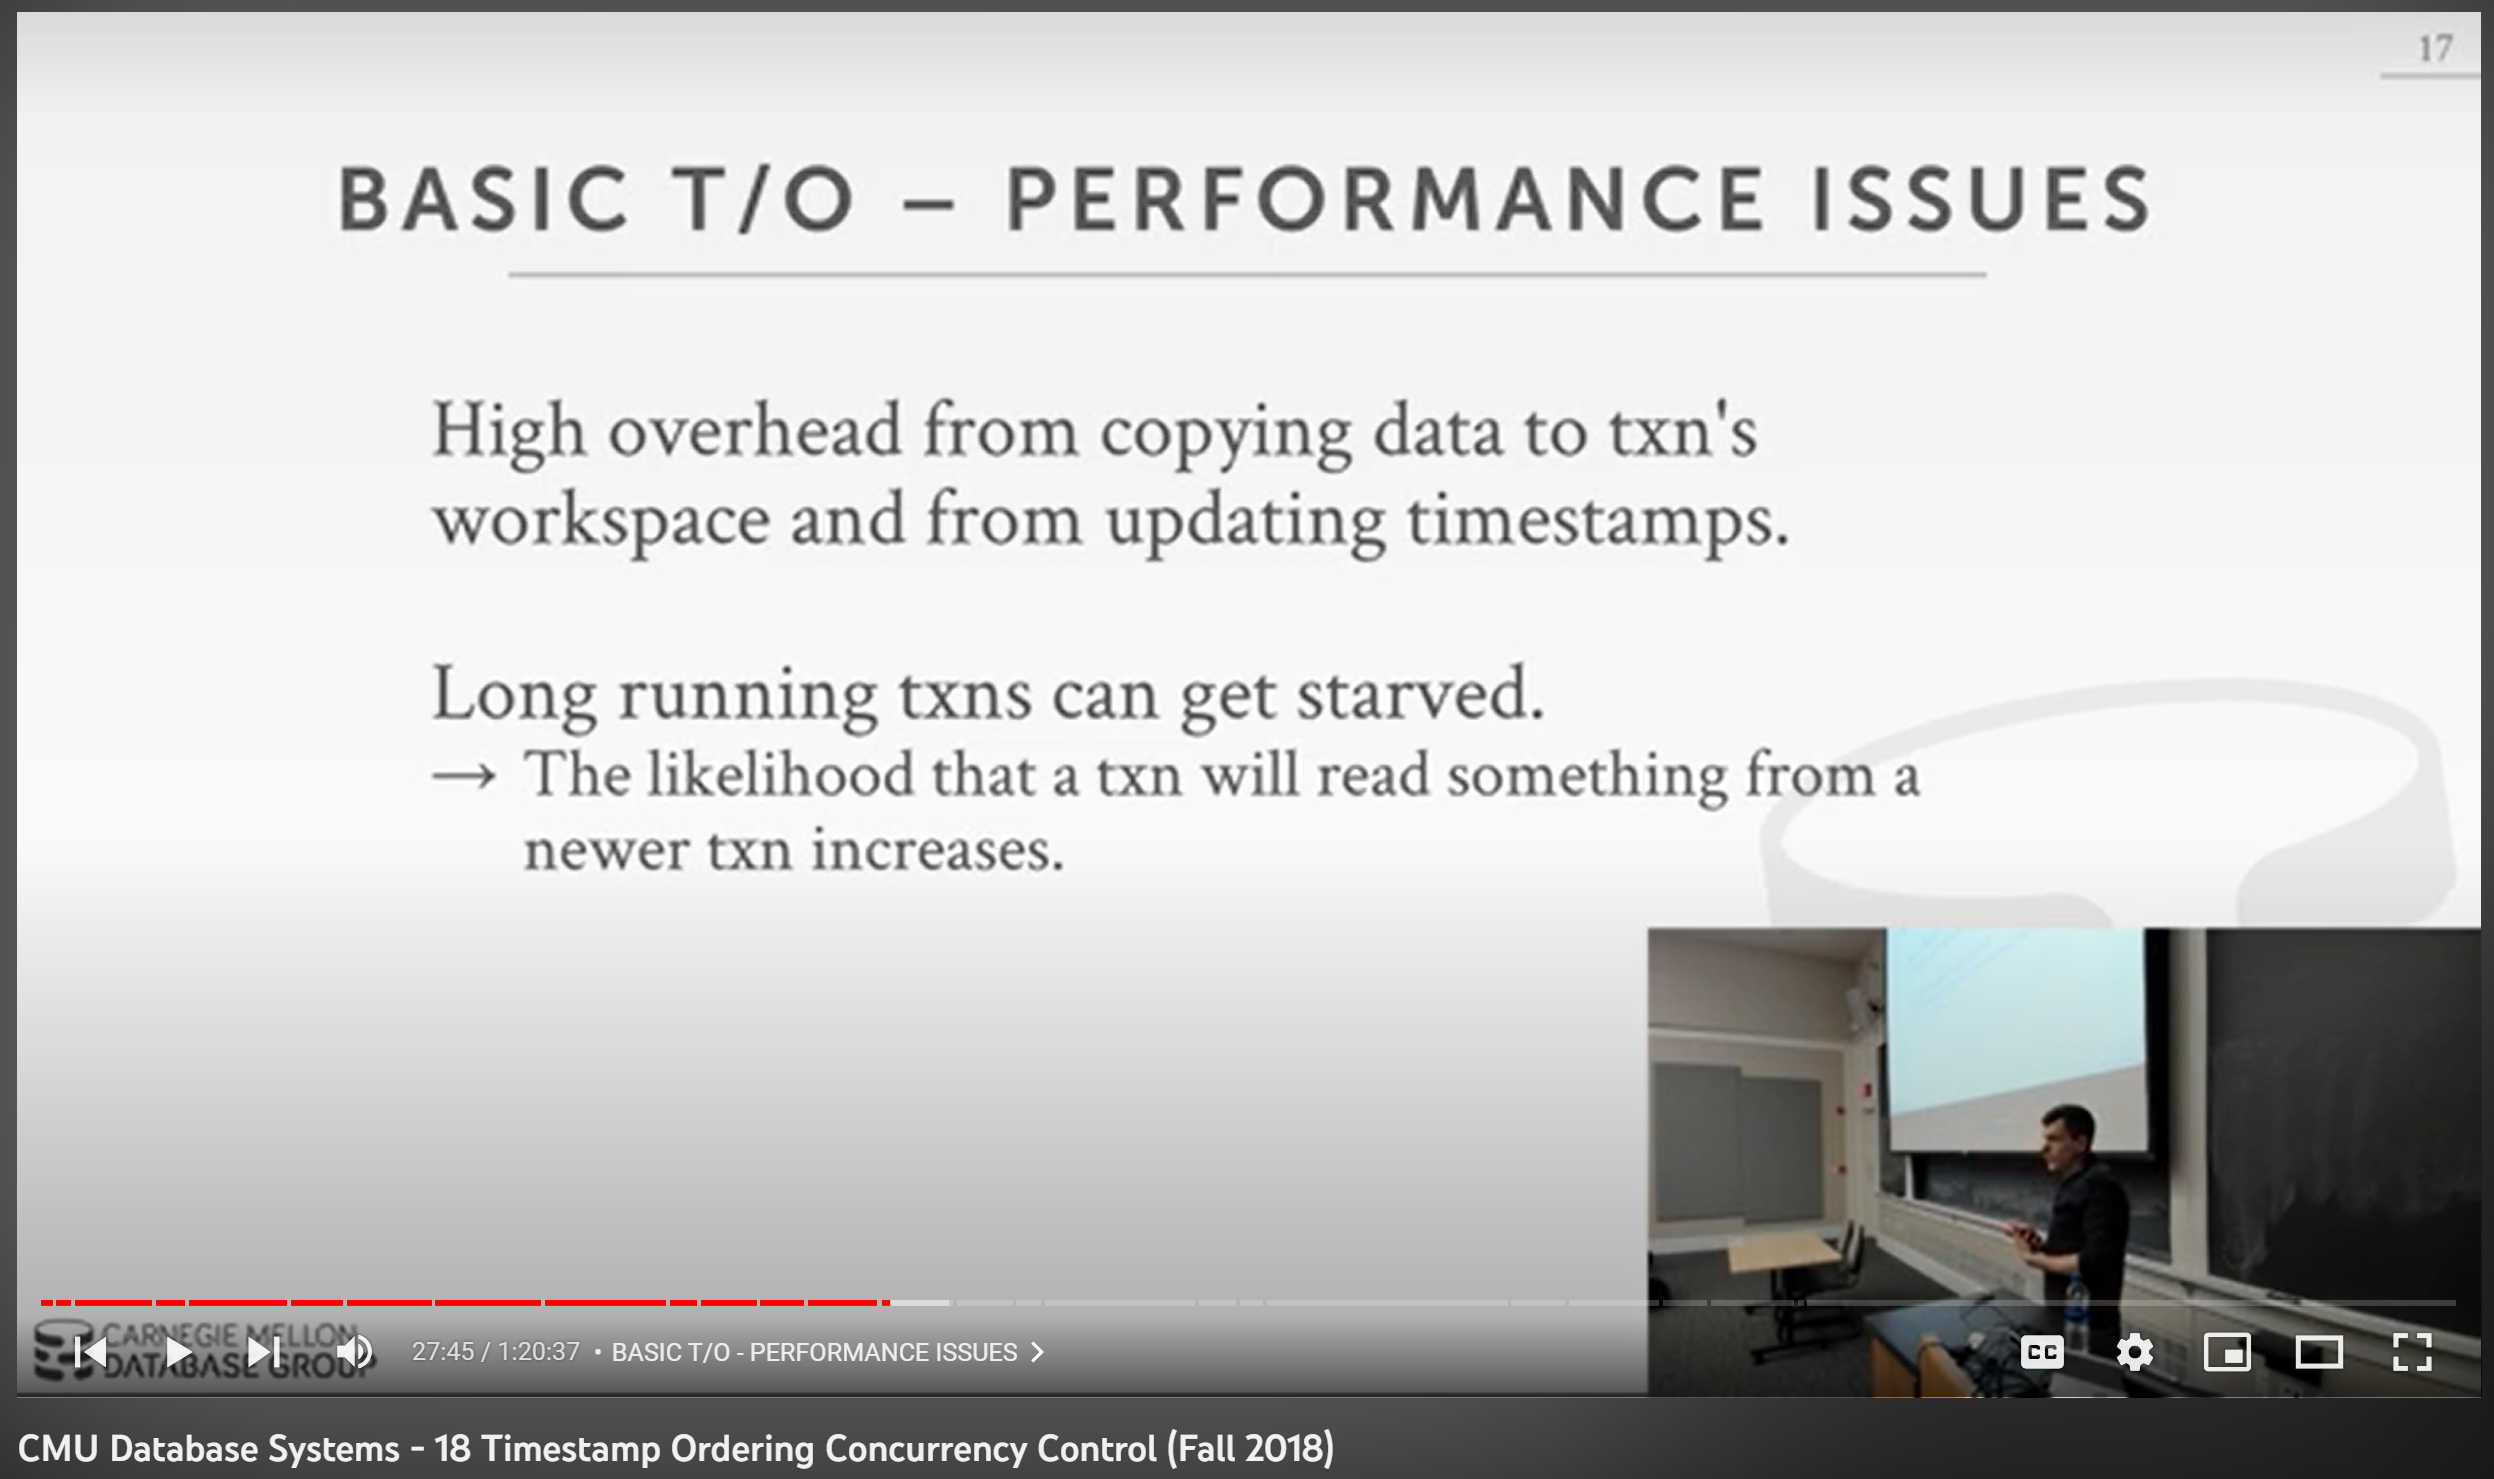 17
BASIC T/O – PERFORMANCE ISSUES
High overhead from copying data to txn's
workspace and from updating timestamps.
Long running txns can get starved.
→ The likelihood that a txn will read something from a
newer txn increases.
CARNEGIE MELLON
DATABASE GROUP
27:45 / 1:20:37 • BASIC T/O - PERFORMANCE ISSUES
CC
CMU Database Systems - 18 Timestamp Ordering Concurrency Control (Fall 2018)